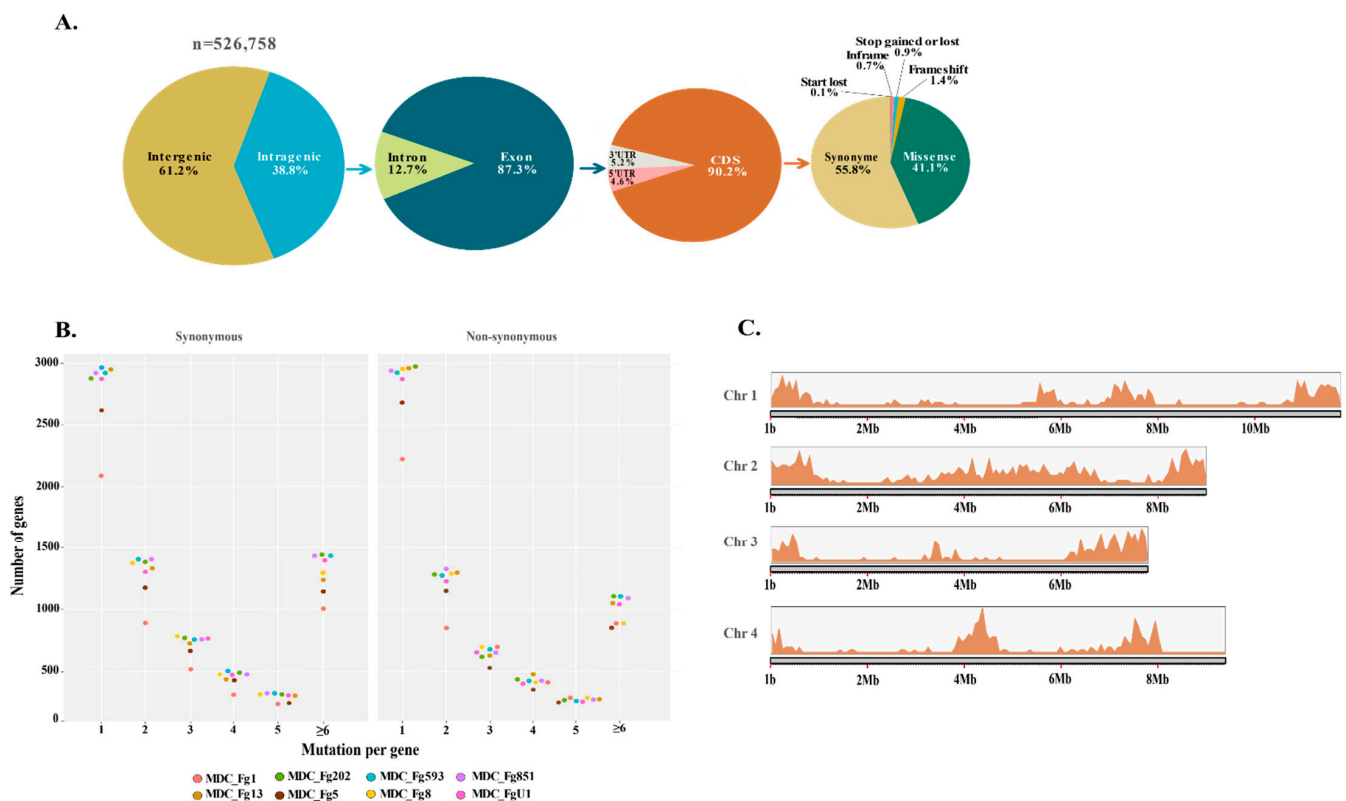 A.
n=526,758
Intergenic
61.2%
Intragenic
38.8%
Intron
12.7%
Exon
87.3%
3'UTR
5.2%
5'UTR
4.6%
CDS
90.2%
Stop gained or lost
0.9%
Inframe
0.7%
Frameshift
1.4%
Start lost
0.1%
Synonyme
55.8%
Missense
41.1%
B.
Synonymous
Non-synonymous
Number of genes
3000
2500
2000
1500
1000
500
0
1 2 3 4 5 ≥6
1 2 3 4 5 ≥6
Mutation per gene
MDC_Fg1 MDC_Fg202 MDC_Fg593 MDC_Fg851
MDC_Fg13 MDC_Fg5 MDC_Fg8 MDC_FgU1
C.
Chr 1
1b 2Mb 4Mb 6Mb 8Mb 10Mb
Chr 2
1b 2Mb 4Mb 6Mb 8Mb
Chr 3
1b 2Mb 4Mb 6Mb
Chr 4
1b 2Mb 4Mb 6Mb 8Mb